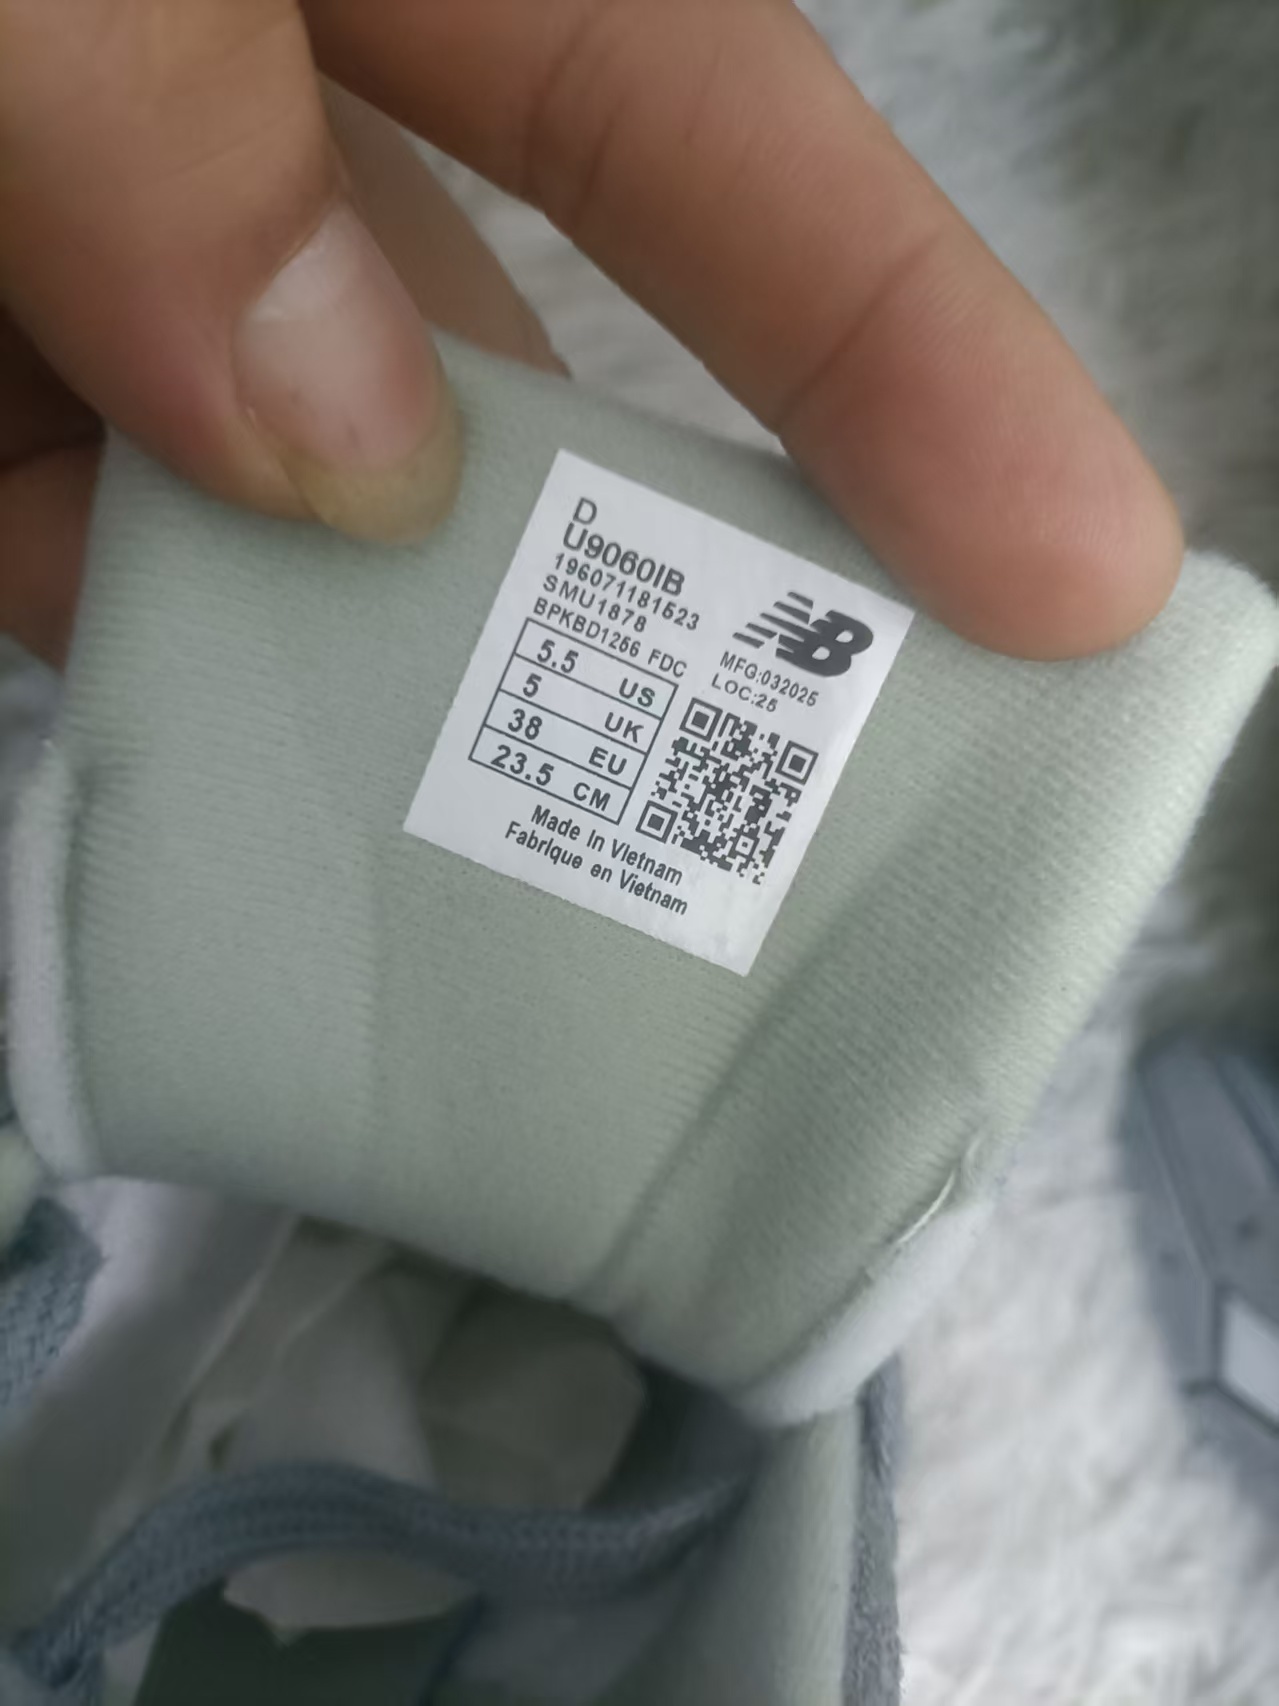 D
U9060IB
196071181523
SMU1878
BPKBD1256 FDC
NB
MFG:032025
LOC:25
5.5 US
5 UK
38 EU
23.5 CM
Made in Vietnam
Fabrique en Vietnam